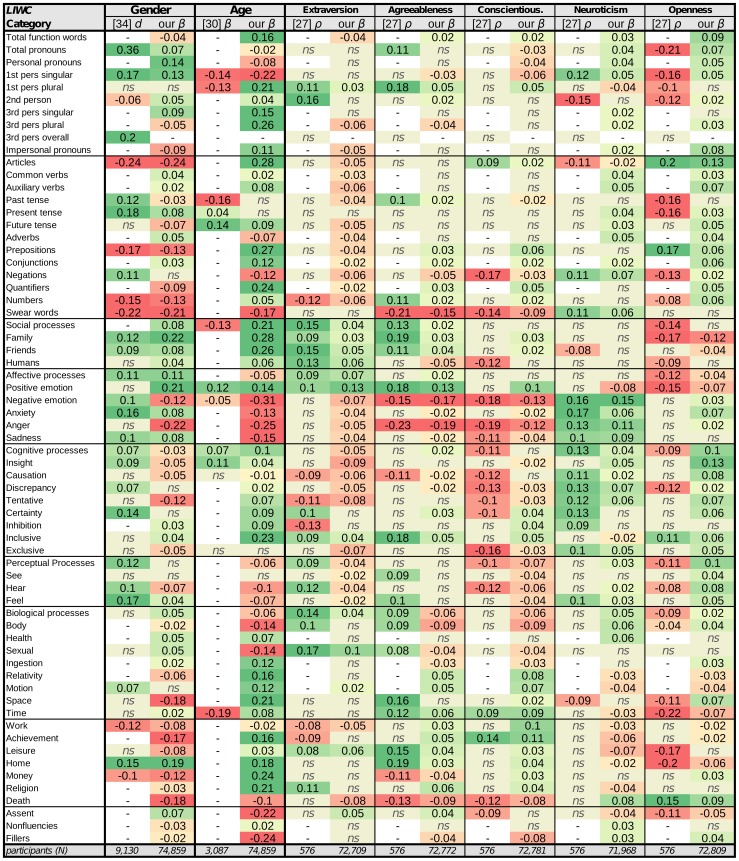 LIWC Gender Age Extraversion Agreeableness Conscientious. Neuroticism Openness
Category [34] d our β [30] β our β [27] ρ our β [27] ρ our β [27] ρ our β [27] ρ our β [27] ρ our β
Total function words - -0.04 - 0.16 - -0.04 - 0.02 - 0.02 - 0.03 - 0.09
Total pronouns 0.36 0.07 - -0.02 ns ns 0.11 ns ns -0.03 ns 0.04 -0.21 0.07
Personal pronouns - 0.14 - -0.08 - ns - ns - -0.04 - 0.04 - 0.05
1st pers singular 0.17 0.13 -0.14 -0.22 ns ns ns -0.03 ns -0.06 0.12 0.05 -0.16 0.05
1st pers plural ns ns -0.13 0.21 0.11 0.03 0.18 0.05 ns 0.05 ns -0.04 -0.1 ns
2nd person -0.06 0.05 - 0.04 0.16 ns ns 0.02 ns ns -0.15 ns -0.12 0.02
3rd pers singular - 0.09 - 0.15 - ns - ns - ns - 0.02 - ns
3rd pers plural - -0.05 - 0.26 - -0.06 - -0.04 - ns - 0.02 - 0.03
3rd pers overall 0.2 - - - ns - ns - ns - ns - ns -
Impersonal pronouns - -0.09 - 0.11 - -0.05 - ns - ns - 0.02 - 0.08
Articles -0.24 -0.24 - 0.28 ns -0.05 ns ns 0.09 0.02 -0.11 -0.02 0.2 0.13
Common verbs - 0.04 - 0.02 - -0.03 - ns - ns - 0.04 - 0.03
Auxiliary verbs - 0.02 - 0.08 - -0.06 - ns - ns - 0.05 - 0.07
Past tense 0.12 -0.03 -0.16 ns ns -0.04 0.1 0.02 ns -0.02 ns ns -0.16 ns
Present tense 0.18 0.08 0.04 ns ns ns ns ns ns ns ns 0.04 -0.16 0.03
Future tense ns -0.07 0.14 0.09 ns -0.05 ns ns ns ns ns 0.03 ns 0.05
Adverbs - 0.05 - -0.07 - -0.04 - ns - ns - 0.05 - 0.04
Prepositions -0.17 -0.13 - 0.27 ns -0.04 ns 0.03 ns 0.06 ns ns 0.17 0.06
Conjunctions - 0.03 - 0.12 - -0.04 - 0.03 - 0.02 - ns - 0.06
Negations 0.11 ns - -0.12 ns -0.06 ns -0.05 -0.17 -0.03 0.11 0.07 -0.13 0.02
Quantifiers - -0.09 - 0.24 - -0.06 - 0.03 - 0.05 - ns - 0.05
Numbers -0.15 -0.13 - 0.05 -0.12 -0.06 0.11 0.02 ns 0.02 ns ns -0.08 0.06
Swear words -0.22 -0.21 - -0.17 ns ns -0.21 -0.15 -0.14 -0.09 0.11 0.06 ns ns
Social processes - 0.08 -0.13 0.21 0.15 0.04 0.13 0.02 ns ns ns ns -0.14 ns
Family 0.12 0.22 - 0.28 0.09 0.03 0.19 0.03 ns 0.03 ns ns -0.17 -0.12
Friends 0.09 0.08 - 0.26 0.15 0.05 0.11 0.04 ns 0.02 -0.08 ns ns -0.04
Humans ns 0.04 - 0.06 0.13 0.06 ns -0.05 -0.12 ns ns ns -0.09 ns
Affective processes 0.11 0.11 - -0.05 0.09 0.07 ns ns ns ns ns ns -0.12 -0.04
Positive emotion ns 0.21 0.12 0.14 0.1 0.13 0.18 0.13 ns 0.1 ns -0.08 -0.15 -0.07
Negative emotion 0.1 -0.12 -0.05 -0.31 ns -0.07 -0.15 -0.17 -0.18 -0.13 0.16 0.15 ns 0.03
Anxiety 0.16 0.08 - -0.13 ns -0.04 ns -0.02 ns -0.02 0.17 0.06 ns 0.07
Anger ns -0.22 - -0.25 ns -0.04 -0.23 -0.19 -0.19 -0.12 0.13 0.11 ns 0.02
Sadness 0.1 0.08 - -0.15 ns -0.05 ns -0.02 -0.11 -0.04 0.1 0.09 ns ns
Cognitive processes 0.07 -0.03 0.07 0.1 ns -0.04 ns 0.02 -0.11 ns 0.13 0.04 -0.09 0.1
Insight 0.09 -0.05 0.11 0.04 ns -0.09 ns ns ns -0.02 ns 0.05 ns 0.13
Causation ns -0.05 ns -0.01 -0.09 -0.06 -0.11 -0.02 -0.12 ns 0.11 0.02 ns 0.08
Discrepancy 0.07 ns - 0.02 ns -0.05 ns -0.02 -0.13 -0.03 0.13 0.07 -0.12 0.02
Tentative ns -0.12 - 0.07 -0.11 -0.08 ns ns -0.1 -0.03 0.12 0.06 ns 0.07
Certainty 0.14 ns - 0.09 0.1 ns ns 0.03 -0.1 0.04 0.13 ns ns 0.06
Inhibition - 0.03 - 0.09 -0.13 ns ns ns ns 0.04 0.09 ns ns ns
Inclusive ns 0.04 - 0.23 0.09 0.04 0.18 0.05 ns 0.05 ns -0.02 0.11 0.06
Exclusive ns -0.05 ns ns ns -0.07 ns ns -0.16 -0.03 0.1 0.05 ns 0.05
Perceptual Processes 0.12 ns - -0.06 0.09 -0.04 ns ns -0.1 -0.07 ns 0.03 -0.11 0.1
See - ns - ns ns -0.02 0.09 ns ns -0.04 ns ns ns 0.04
Hear 0.1 -0.07 - -0.1 0.12 -0.04 ns ns -0.12 -0.06 ns ns -0.08 0.08
Feel 0.17 0.04 - -0.07 ns -0.02 0.1 ns ns -0.04 0.1 0.03 ns 0.05
Biological processes ns 0.05 - -0.06 0.14 0.04 0.09 -0.06 ns -0.06 ns ns -0.09 0.02
Body - -0.02 - -0.14 0.1 ns 0.09 -0.09 ns -0.09 ns 0.05 -0.04 0.04
Health - 0.05 - 0.07 - ns - ns - ns - 0.06 - ns
Sexual ns 0.05 - -0.14 0.17 0.1 0.08 -0.04 ns -0.04 ns ns ns ns
Ingestion - 0.02 - 0.12 - ns - -0.03 - -0.03 - ns - 0.03
Relativity - -0.06 - 0.16 - ns - 0.05 - 0.08 - -0.03 - -0.03
Motion 0.07 ns - 0.12 - 0.02 - 0.05 - 0.07 - -0.04 - -0.04
Space ns -0.18 - 0.21 ns ns 0.16 ns ns 0.02 -0.09 ns -0.11 0.07
Time ns 0.02 -0.19 0.08 ns ns 0.12 0.06 0.09 0.09 ns -0.03 -0.22 -0.07
Work -0.12 -0.08 - -0.02 -0.08 -0.05 ns ns ns 0.1 ns -0.03 ns -0.02
Achievement - -0.17 - 0.16 -0.09 ns ns 0.05 0.14 0.11 ns -0.06 ns ns
Leisure ns -0.08 - 0.03 0.08 0.06 0.15 0.04 ns 0.03 ns -0.07 -0.17 ns
Home 0.15 0.19 - 0.18 ns ns 0.19 0.03 ns 0.04 ns -0.02 -0.2 -0.06
Money -0.1 -0.12 - 0.24 ns ns -0.11 -0.04 ns 0.03 ns ns ns 0.03
Religion - -0.03 - 0.21 0.11 ns ns 0.06 ns 0.04 ns -0.04 ns ns
Death - -0.18 - -0.1 ns -0.08 -0.13 -0.09 -0.12 -0.08 ns 0.08 0.15 0.09
Assent - 0.07 - -0.22 ns 0.05 ns 0.04 -0.09 -0.04 ns ns -0.11 -0.05
Nonfluencies - -0.03 - 0.02 - ns - ns - ns - ns - ns
Fillers - -0.02 - -0.24 - ns - -0.04 - -0.08 - 0.03 - 0.04
participants (N) 9,130 74,859 3,087 74,859 576 72,709 576 72,772 576 72,781 576 71,968 576 72,809